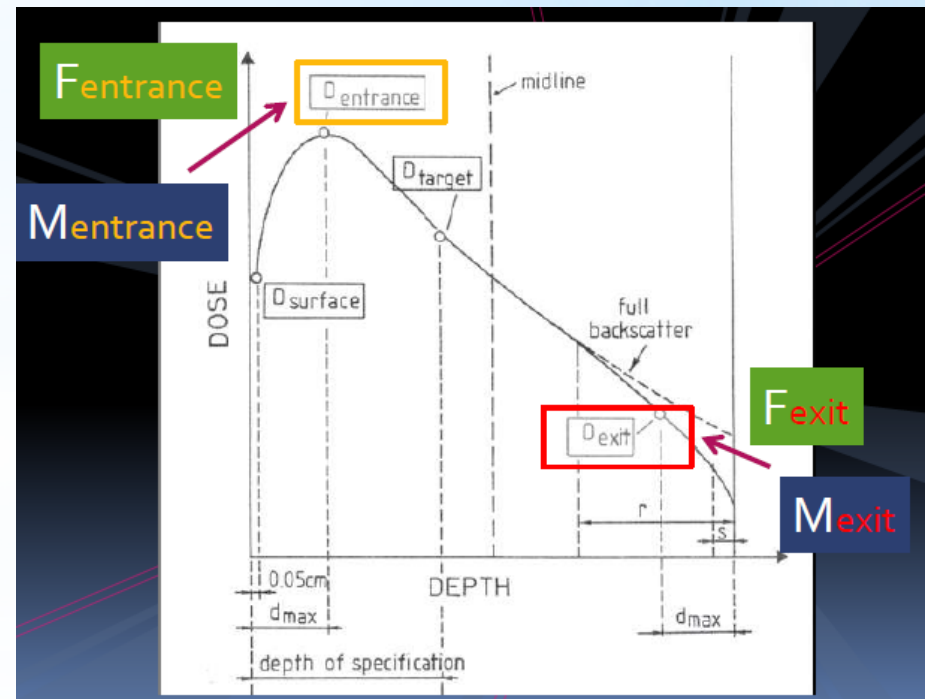 Fentrance
Dentrance
midline
Dtarget
Mentrance
Dsurface
DOSE
full
backscatter
Fexit
Dexit
Mexit
r
s
0.05cm
DEPTH
dmax
dmax
depth of specification